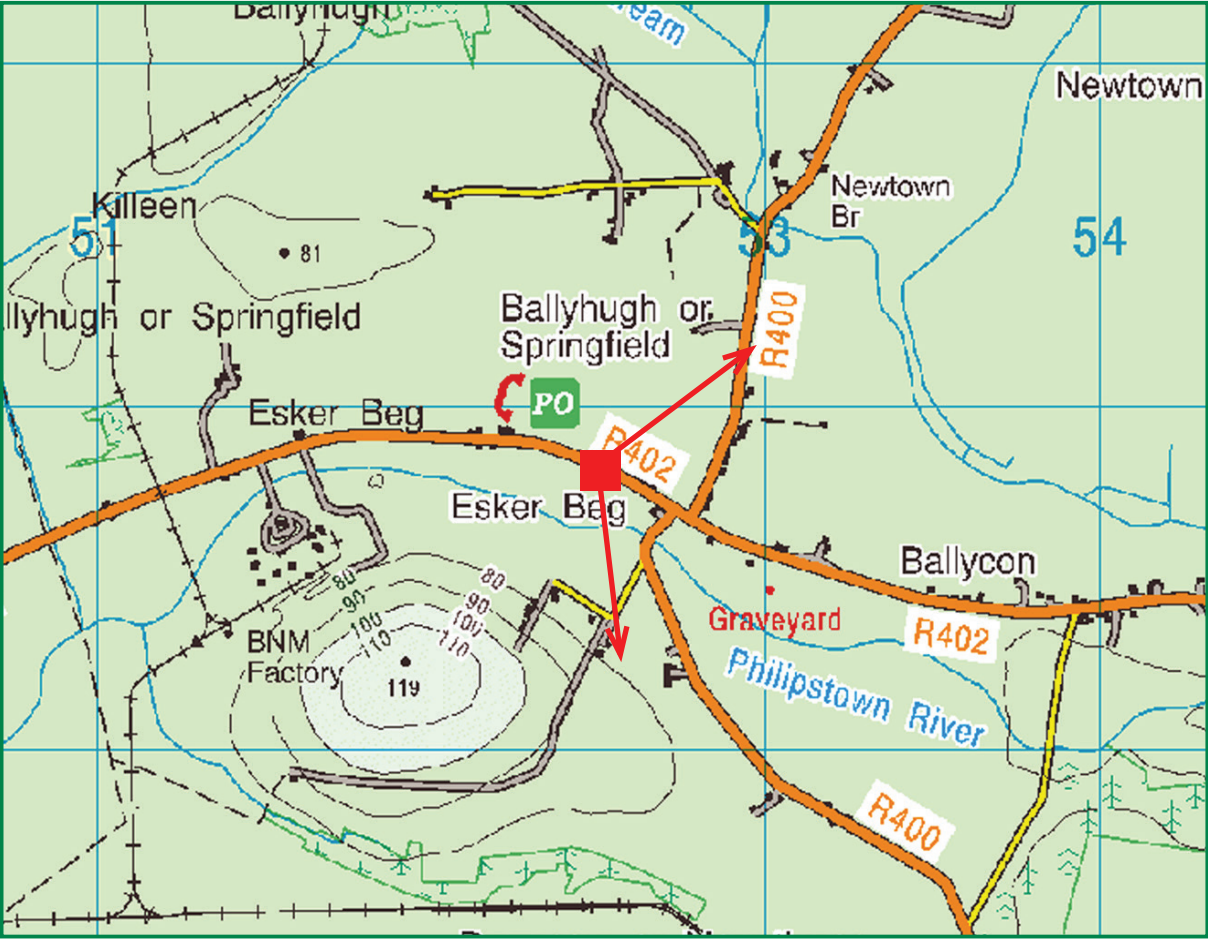 Ballyhugh
ream
Newtown
Killeen
Newtown
Br
51
53
54
81
llyhugh or Springfield
Ballyhugh or
Springfield
R400
Esker Beg
PO
R402
Esker Beg
Ballycon
80
80
90
90
100
100
110
110
Graveyard
R402
BNM
Factory
119
Philipstown River
R400